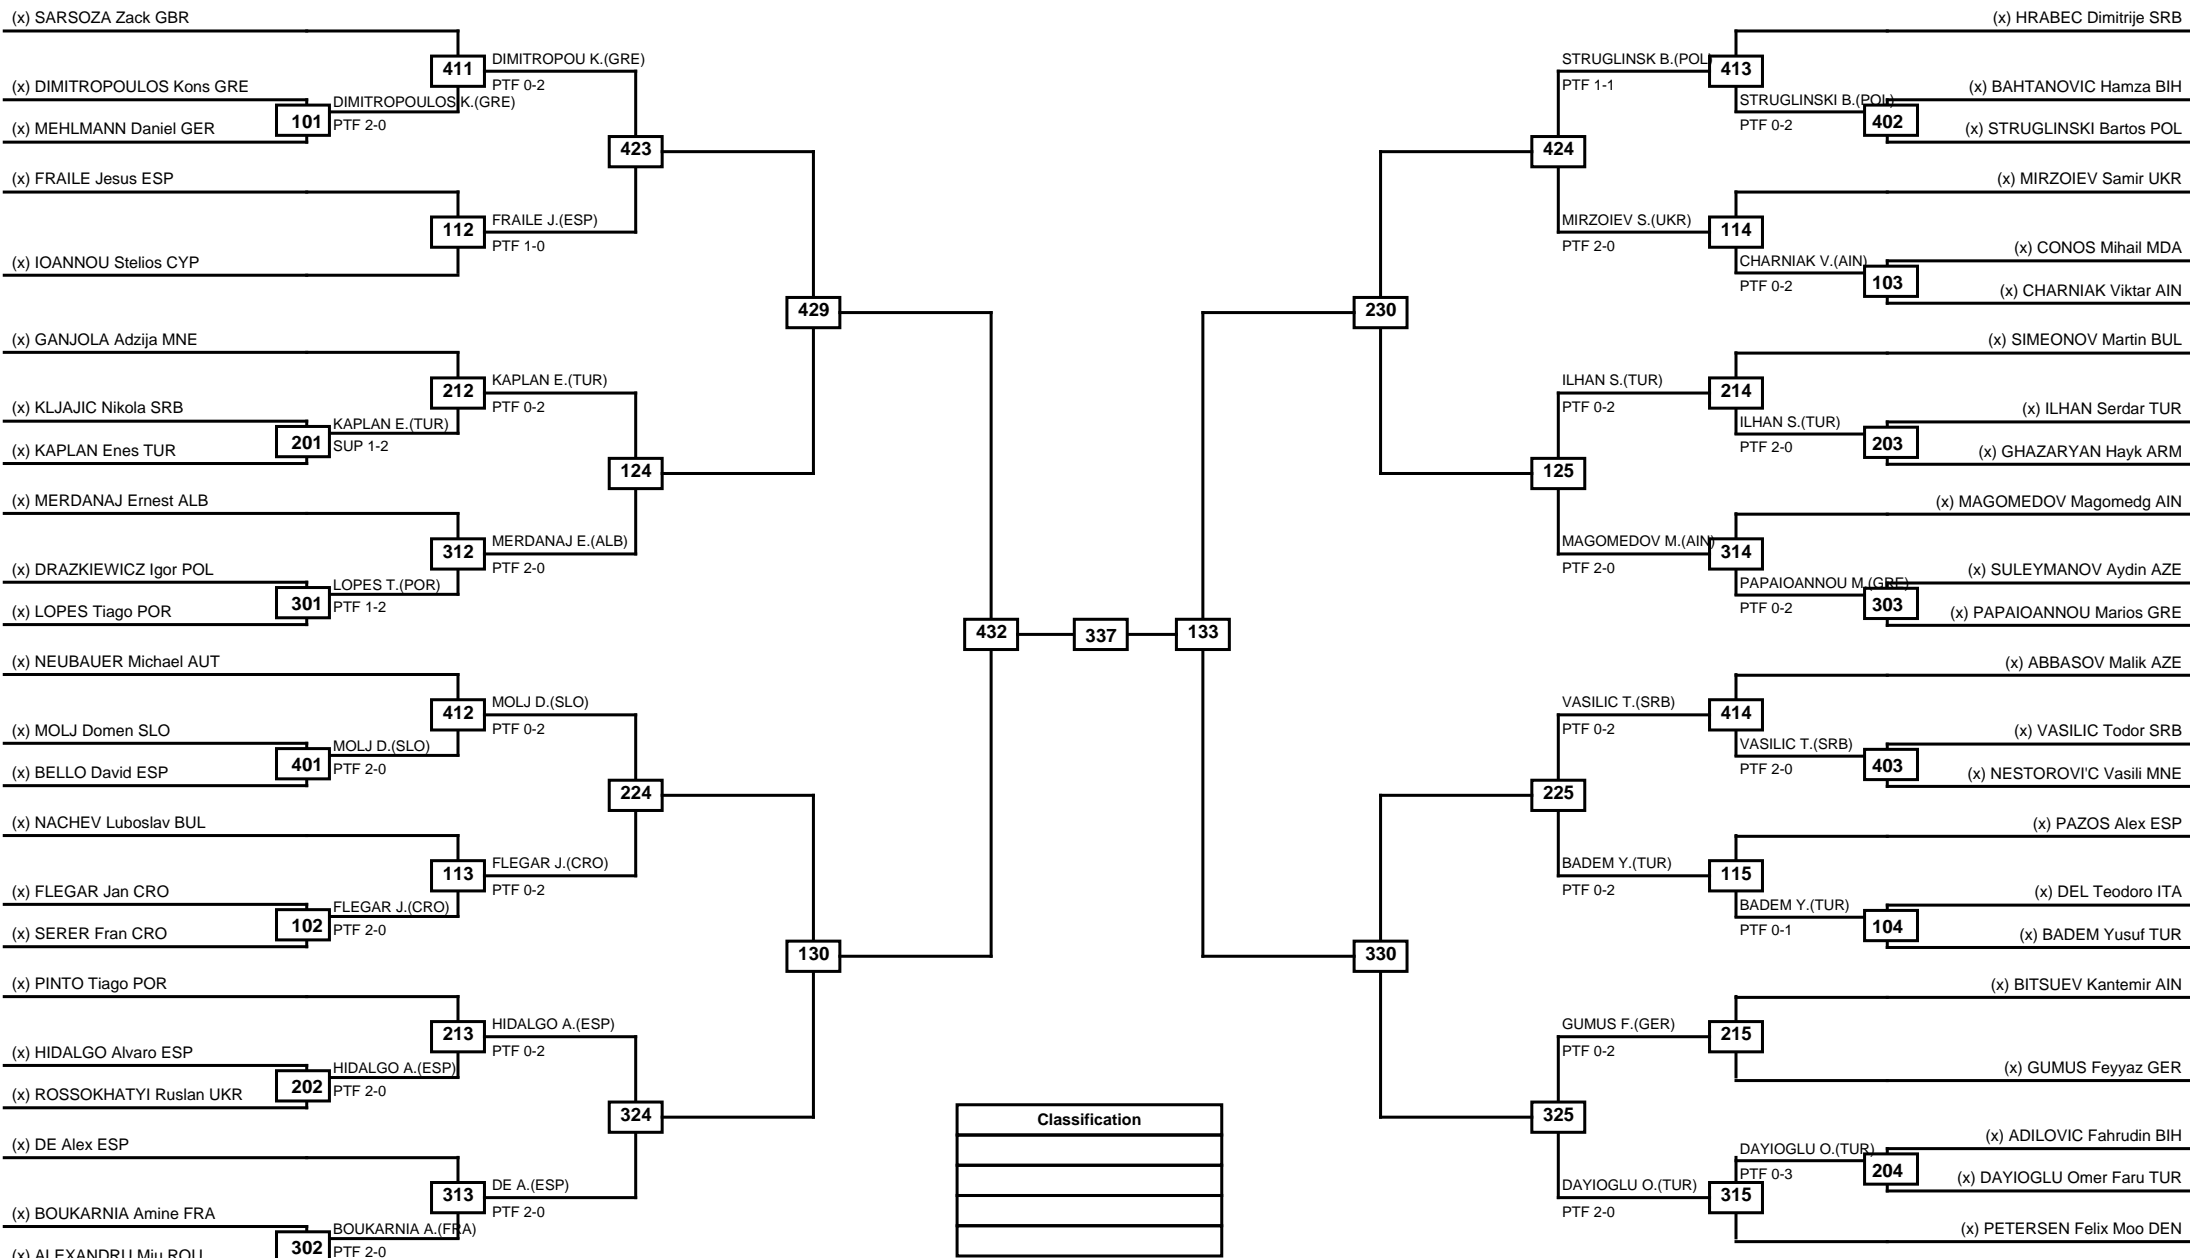 (x) SARSOZA Zack GBR
411
DIMITROPOU K.(GRE)
PTF 0-2
(x) DIMITROPOULOS Kons GRE
101
DIMITROPOULOS K.(GRE)
PTF 2-0
(x) MEHLMANN Daniel GER
423
(x) FRAILE Jesus ESP
112
FRAILE J.(ESP)
PTF 1-0
(x) IOANNOU Stelios CYP
429
(x) GANJOLA Adzija MNE
212
KAPLAN E.(TUR)
PTF 0-2
(x) KLJAJIC Nikola SRB
201
KAPLAN E.(TUR)
SUP 1-2
(x) KAPLAN Enes TUR
124
(x) MERDANAJ Ernest ALB
312
MERDANAJ E.(ALB)
PTF 2-0
(x) DRAZKIEWICZ Igor POL
301
LOPES T.(POR)
PTF 1-2
(x) LOPES Tiago POR
432
337
133
(x) NEUBAUER Michael AUT
412
MOLJ D.(SLO)
PTF 0-2
(x) MOLJ Domen SLO
401
MOLJ D.(SLO)
PTF 2-0
(x) BELLO David ESP
224
(x) NACHEV Luboslav BUL
113
FLEGAR J.(CRO)
PTF 0-2
(x) FLEGAR Jan CRO
102
FLEGAR J.(CRO)
PTF 2-0
(x) SERER Fran CRO
130
(x) PINTO Tiago POR
213
HIDALGO A.(ESP)
PTF 0-2
(x) HIDALGO Alvaro ESP
202
HIDALGO A.(ESP)
PTF 2-0
(x) ROSSOKHATYI Ruslan UKR
324
(x) DE Alex ESP
313
DE A.(ESP)
PTF 2-0
(x) BOUKARNIA Amine FRA
302
BOUKARNIA A.(FRA)
PTF 2-0
(x) ALEXANDRU Miu ROU
Classification
(x) HRABEC Dimitrije SRB
STRUGLINSK B.(POL)
413
PTF 1-1
(x) BAHTANOVIC Hamza BIH
STRUGLINSKI B.(POL)
402
PTF 0-2
(x) STRUGLINSKI Bartos POL
424
(x) MIRZOIEV Samir UKR
MIRZOIEV S.(UKR)
114
PTF 2-0
(x) CONOS Mihail MDA
CHARNIAK V.(AIN)
103
PTF 0-2
(x) CHARNIAK Viktar AIN
230
(x) SIMEONOV Martin BUL
ILHAN S.(TUR)
214
PTF 0-2
(x) ILHAN Serdar TUR
ILHAN S.(TUR)
203
PTF 2-0
(x) GHAZARYAN Hayk ARM
125
(x) MAGOMEDOV Magomedg AIN
MAGOMEDOV M.(AIN)
314
PTF 2-0
(x) SULEYMANOV Aydin AZE
PAPAIOANNOU M.(GRE)
303
PTF 0-2
(x) PAPAIOANNOU Marios GRE
(x) ABBASOV Malik AZE
VASILIC T.(SRB)
414
PTF 0-2
(x) VASILIC Todor SRB
VASILIC T.(SRB)
403
PTF 2-0
(x) NESTOROVI'C Vasili MNE
225
(x) PAZOS Alex ESP
BADEM Y.(TUR)
115
PTF 0-2
(x) DEL Teodoro ITA
BADEM Y.(TUR)
104
PTF 0-1
(x) BADEM Yusuf TUR
330
(x) BITSUEV Kantemir AIN
GUMUS F.(GER)
215
PTF 0-2
(x) GUMUS Feyyaz GER
325
(x) ADILOVIC Fahrudin BIH
DAYIOGLU O.(TUR)
204
PTF 0-3
(x) DAYIOGLU Omer Faru TUR
DAYIOGLU O.(TUR)
315
PTF 2-0
(x) PETERSEN Felix Moo DEN